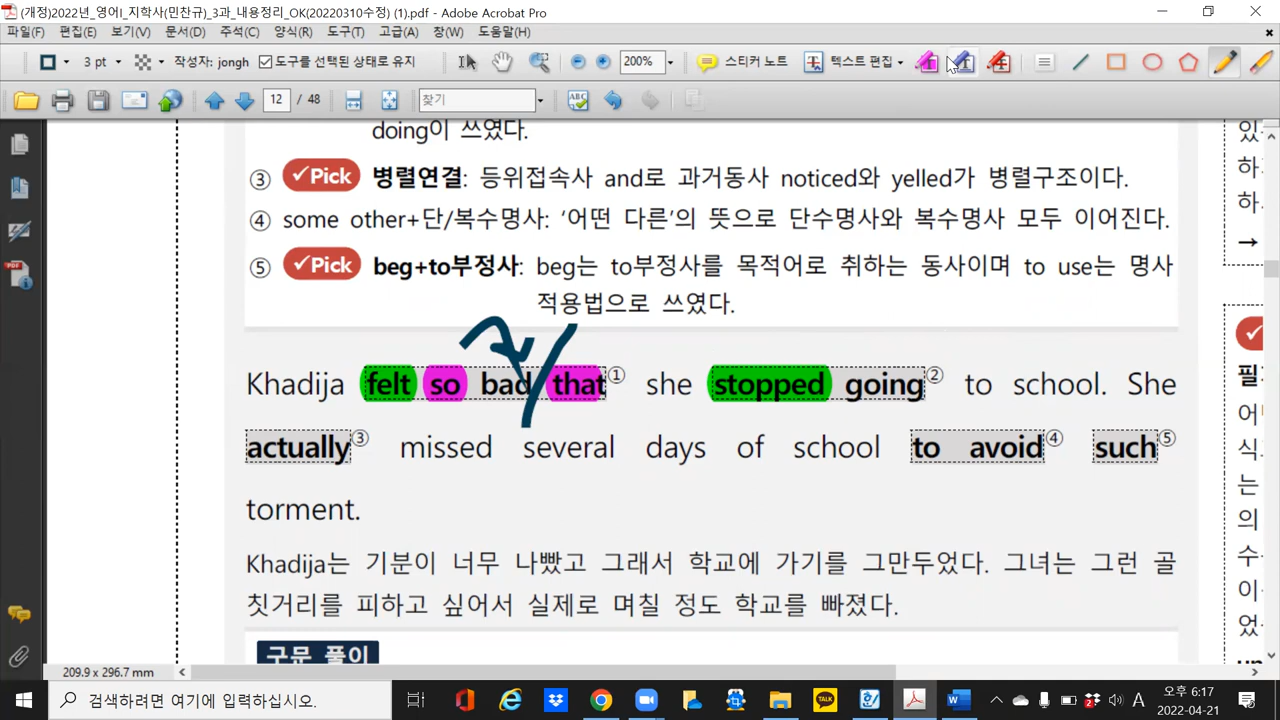 (개정)2022년_영어I_지학사(민찬규)_3과_내용정리_OK(20220310수정) (1).pdf - Adobe Acrobat Pro
파일(F) 편집(E) 보기(V) 문서(D) 주석(C) 양식(R) 도구(T) 고급(A) 창(W) 도움말(H)
3 pt 작성자: jongh 도구를 선택된 상태로 유지 200% 스티커 노트 텍스트 편집
12 / 48 찾기
doing이 쓰였다.
③ ✓Pick 병렬연결: 등위접속사 and로 과거동사 noticed와 yelled가 병렬구조이다.
④ some other+단/복수명사: ‘어떤 다른’의 뜻으로 단수명사와 복수명사 모두 이어진다.
⑤ ✓Pick beg+to부정사: beg는 to부정사를 목적어로 취하는 동사이며 to use는 명사
적용법으로 쓰였다.
Khadija felt so bad that① she stopped going② to school. She
actually③ missed several days of school to avoid④ such⑤
torment.
Khadija는 기분이 너무 나빴고 그래서 학교에 가기를 그만두었다. 그녀는 그런 골
칫거리를 피하고 싶어서 실제로 며칠 정도 학교를 빠졌다.
구문 풀이
있
하
하
→
필
어
식
는
의
수
이
었
209.9 x 296.7 mm
검색하려면 여기에 입력하십시오.
TALK
A
오후 6:17
2022-04-21